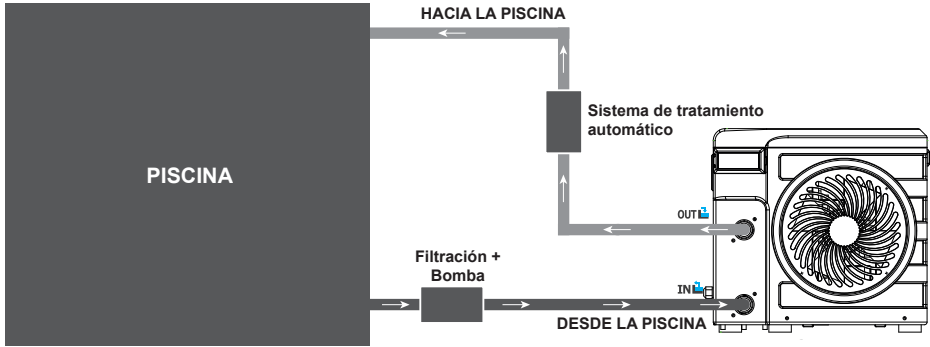 HACIA LA PISCINA
Sistema de tratamiento
automático
PISCINA
OUT
Filtración +
Bomba
IN
DESDE LA PISCINA